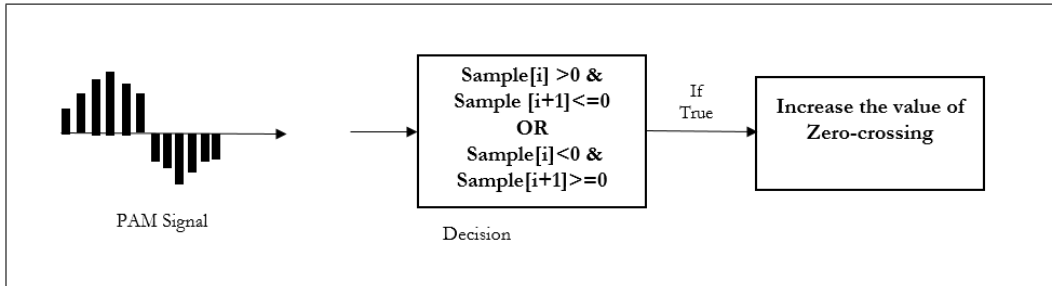 PAM Signal
Sample[i] >0 &
Sample [i+1]<=0
OR
Sample[i]<0 &
Sample[i+1]>=0
Decision
If
True
Increase the value of
Zero-crossing